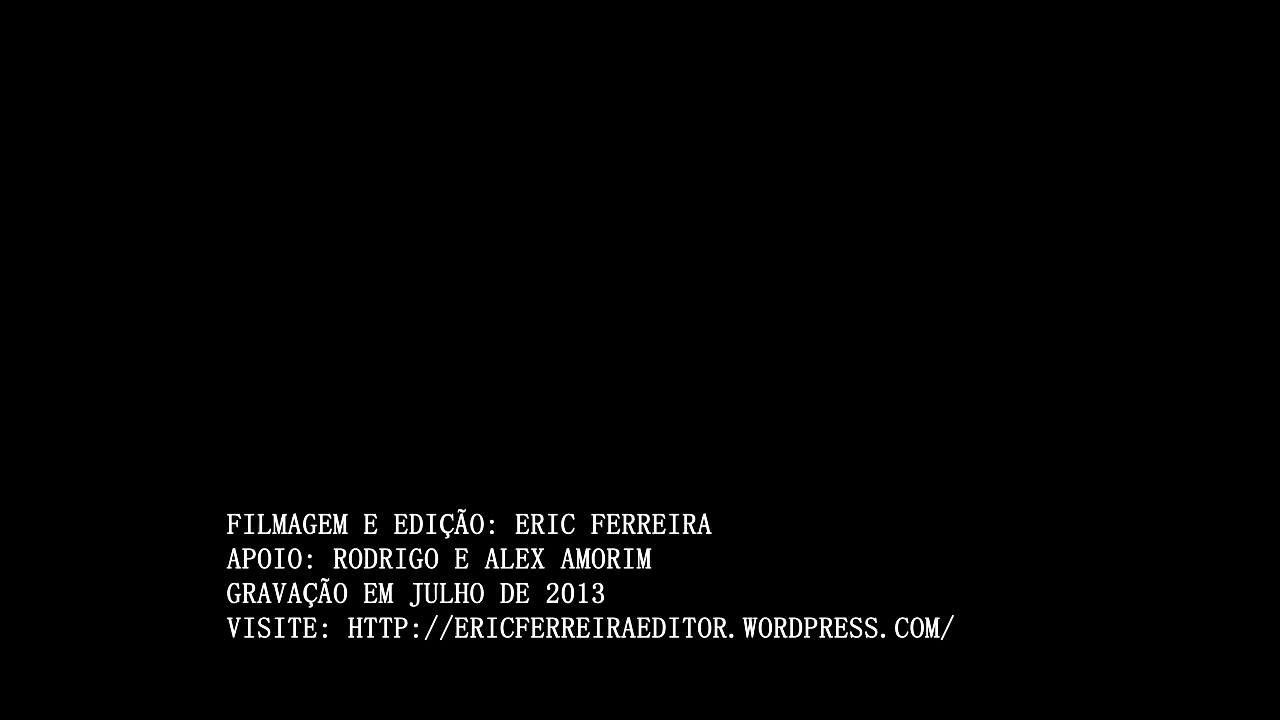 FILMAGEM E EDIÇÃO: ERIC FERREIRA
APOIO: RODRIGO E ALEX AMORIM
GRAVAÇÃO EM JULHO DE 2013
VISITE: HTTP://ERICFERREIRAEDITOR.WORDPRESS.COM/